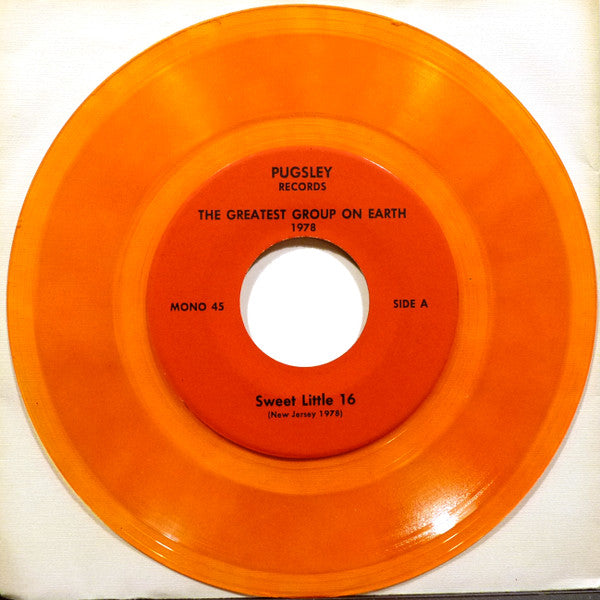 PUGSLEY
RECORDS
THE GREATEST GROUP ON EARTH
1978
MONO 45
SIDE A
Sweet Little 16
(New Jersey 1978)